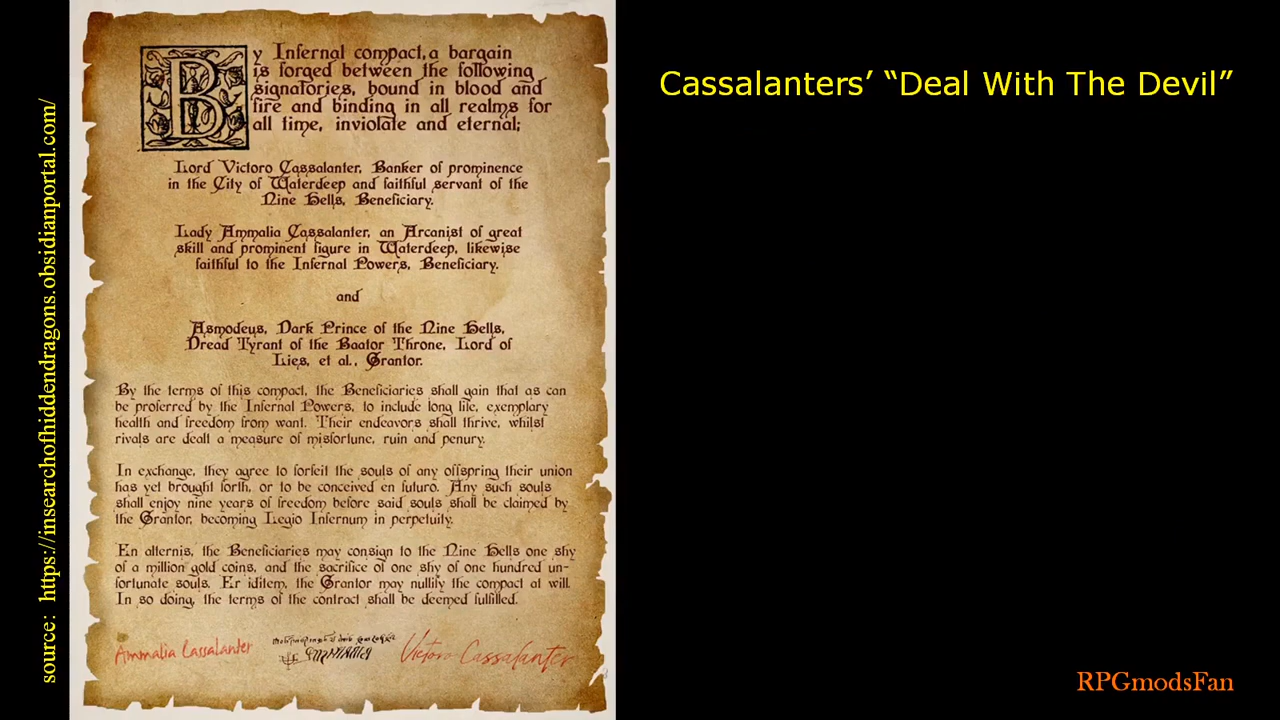 source: https://insearchofhiddendragons.obsidianportal.com/
By Infernal compact, a bargain
is forged between the following
signatories, bound in blood and
fire and binding in all realms for
all time, inviolate and eternal;
Lord Victoro Cassalanter, Banker of prominence
in the City of Waterdeep and faithful servant of the
Nine Hells, Beneficiary.
Lady Ammalia Cassalanter, an Arcanist of great
skill and prominent figure in Waterdeep, likewise
faithful to the Infernal Powers, Beneficiary.
and
Asmodeus, Dark Prince of the Nine Hells,
Dread Tyrant of the Baator Throne, Lord of
Lies, et al., Grantor.
By the terms of this compact, the Beneficiaries shall gain that as can
be proferred by the Infernal Powers, to include long life, exemplary
health and freedom from want. Their endeavors shall thrive, whilst
rivals are dealt a measure of misfortune, ruin and penury.
In exchange, they agree to forfeit the souls of any offspring their union
has yet brought forth, or to be conceived en futuro. Any such souls
shall enjoy nine years of freedom before said souls shall be claimed by
the Grantor, becoming Legio Infernum in perpetuity.
En alternis, the Beneficiaries may consign to the Nine Hells one shy
of a million gold coins, and the sacrifice of one shy of one hundred un-
fortunate souls. Er iditem, the Grantor may nullify the compact at will.
In so doing, the terms of the contract shall be deemed fulfilled.
Ammalia Cassalanter
Victoro Cassalanter
Cassalanters’ “Deal With The Devil”
RPGmodsFan